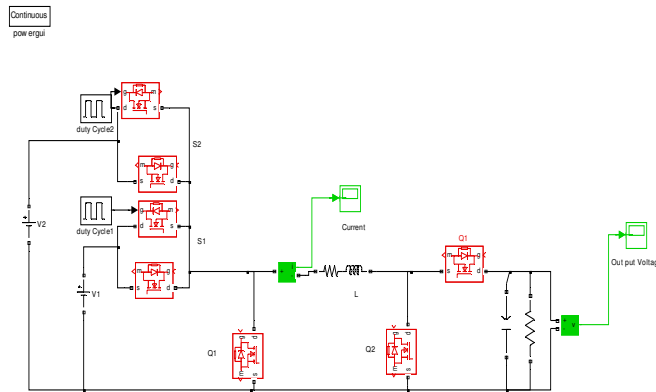 Continuous
pow ergui
g
m
d
s
duty Cycle2
S2
m
g
s
d
V2
g
m
d
s
duty Cycle1
S1
m
g
s
d
V1
Current
i
L
Q1
m
g
s
d
Out put Voltag
v
Q1
g
d
m
s
Q2
g
d
m
s